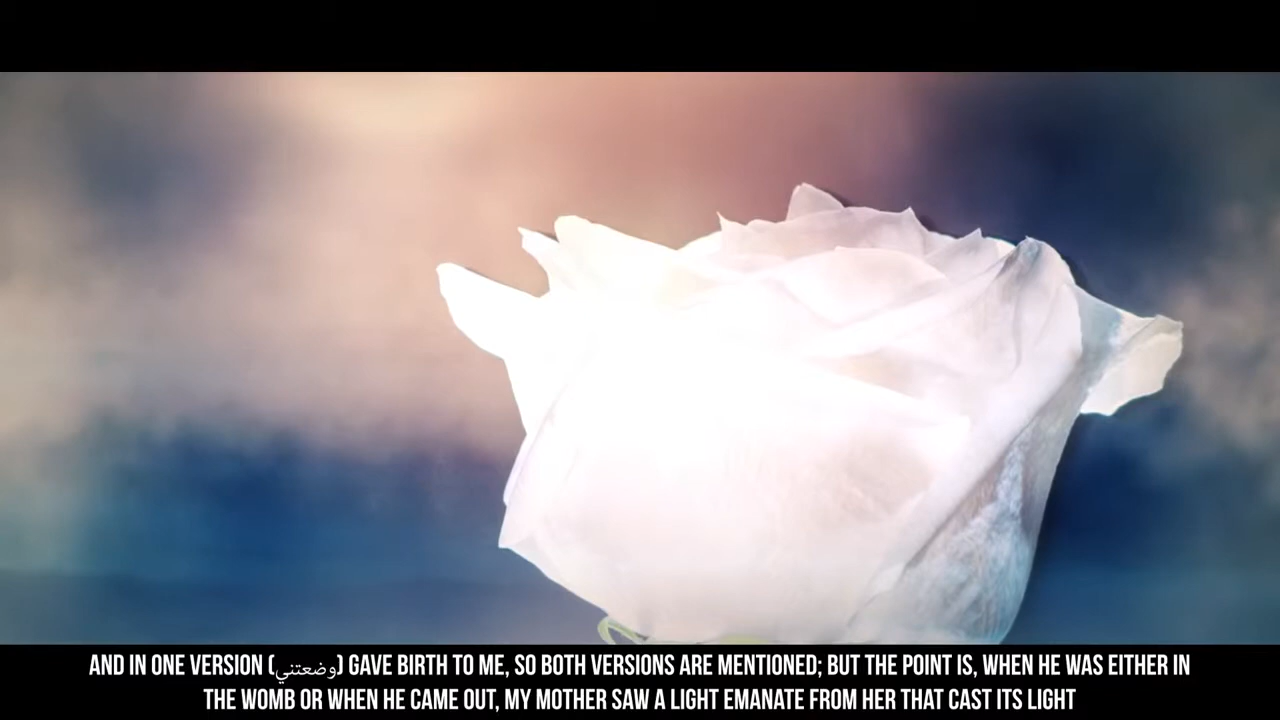 AND IN ONE VERSION (وضعتني) GAVE BIRTH TO ME, SO BOTH VERSIONS ARE MENTIONED; BUT THE POINT IS, WHEN HE WAS EITHER IN
THE WOMB OR WHEN HE CAME OUT, MY MOTHER SAW A LIGHT EMANATE FROM HER THAT CAST ITS LIGHT